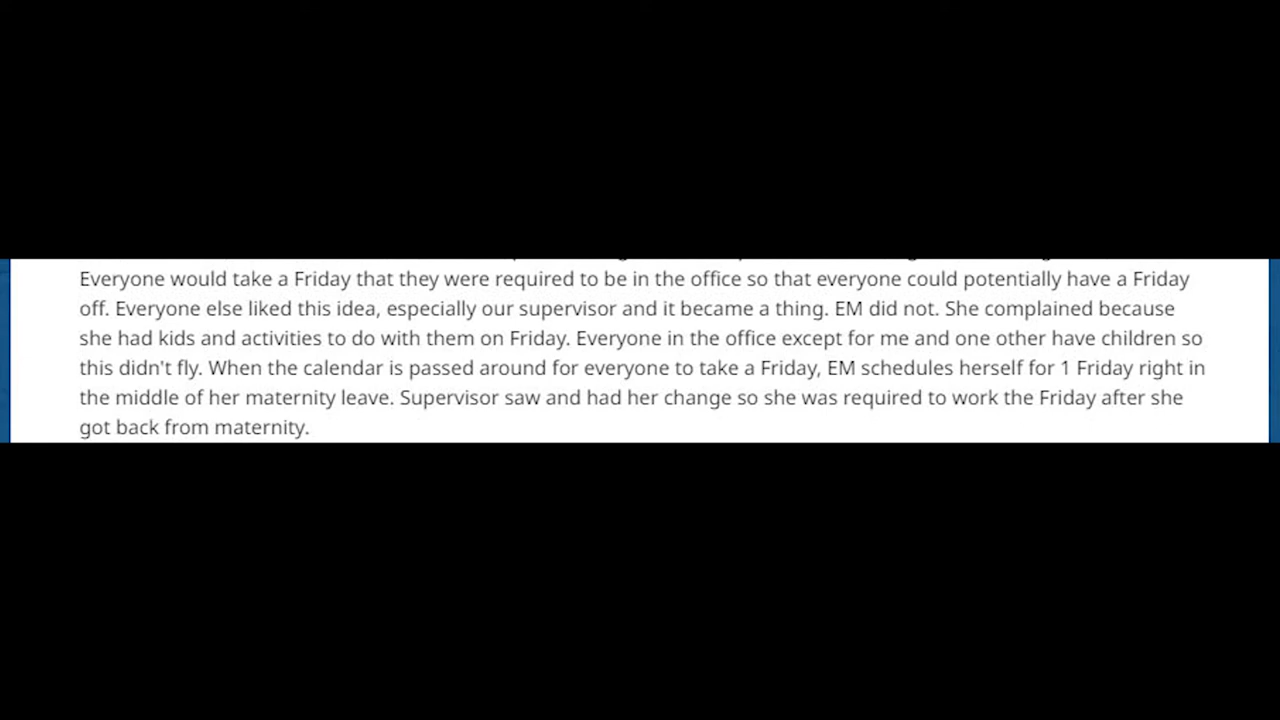 Everyone would take a Friday that they were required to be in the office so that everyone could potentially have a Friday
off. Everyone else liked this idea, especially our supervisor and it became a thing. EM did not. She complained because
she had kids and activities to do with them on Friday. Everyone in the office except for me and one other have children so
this didn't fly. When the calendar is passed around for everyone to take a Friday, EM schedules herself for 1 Friday right in
the middle of her maternity leave. Supervisor saw and had her change so she was required to work the Friday after she
got back from maternity.